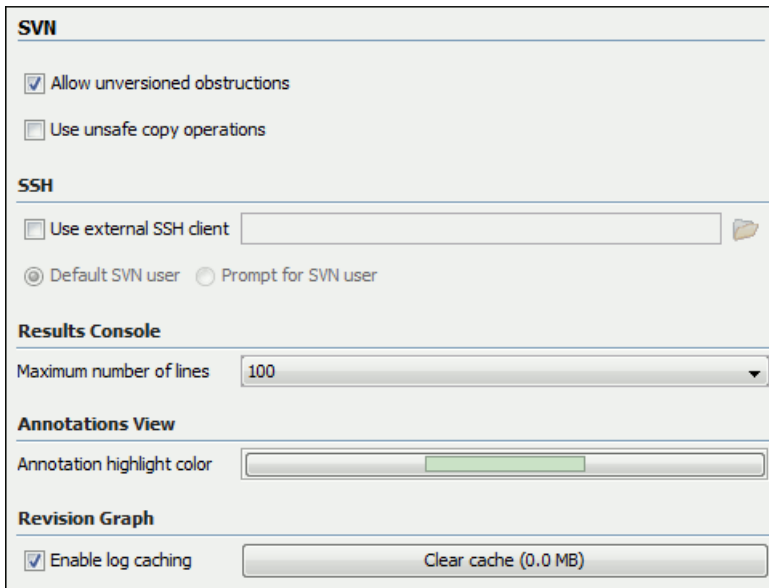 SVN
Allow unversioned obstructions
Use unsafe copy operations
SSH
Use external SSH client
Default SVN user Prompt for SVN user
Results Console
Maximum number of lines 100
Annotations View
Annotation highlight color
Revision Graph
Enable log caching Clear cache (0.0 MB)